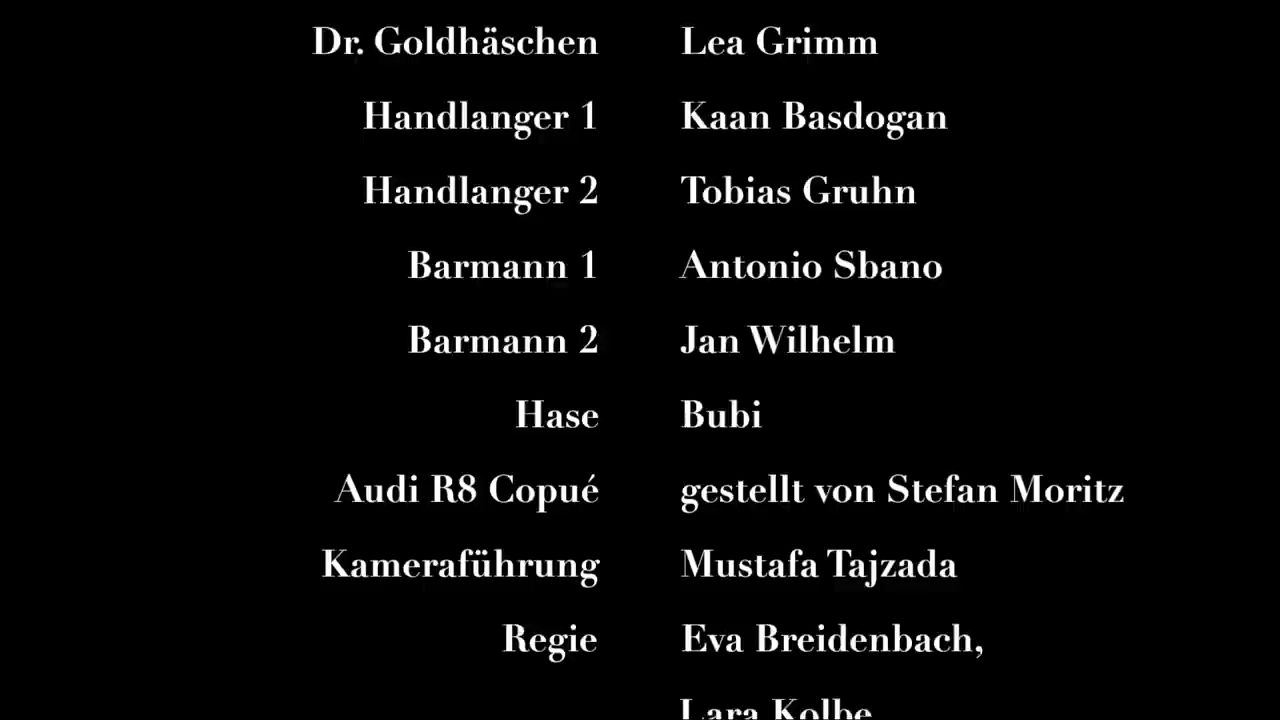 Dr. Goldhäschen Lea Grimm
Handlanger 1 Kaan Basdogan
Handlanger 2 Tobias Gruhn
Barmann 1 Antonio Sbano
Barmann 2 Jan Wilhelm
Hase Bubi
Audi R8 Copué gestellt von Stefan Moritz
Kameraführung Mustafa Tajzada
Regie Eva Breidenbach,
Lara Kolbe